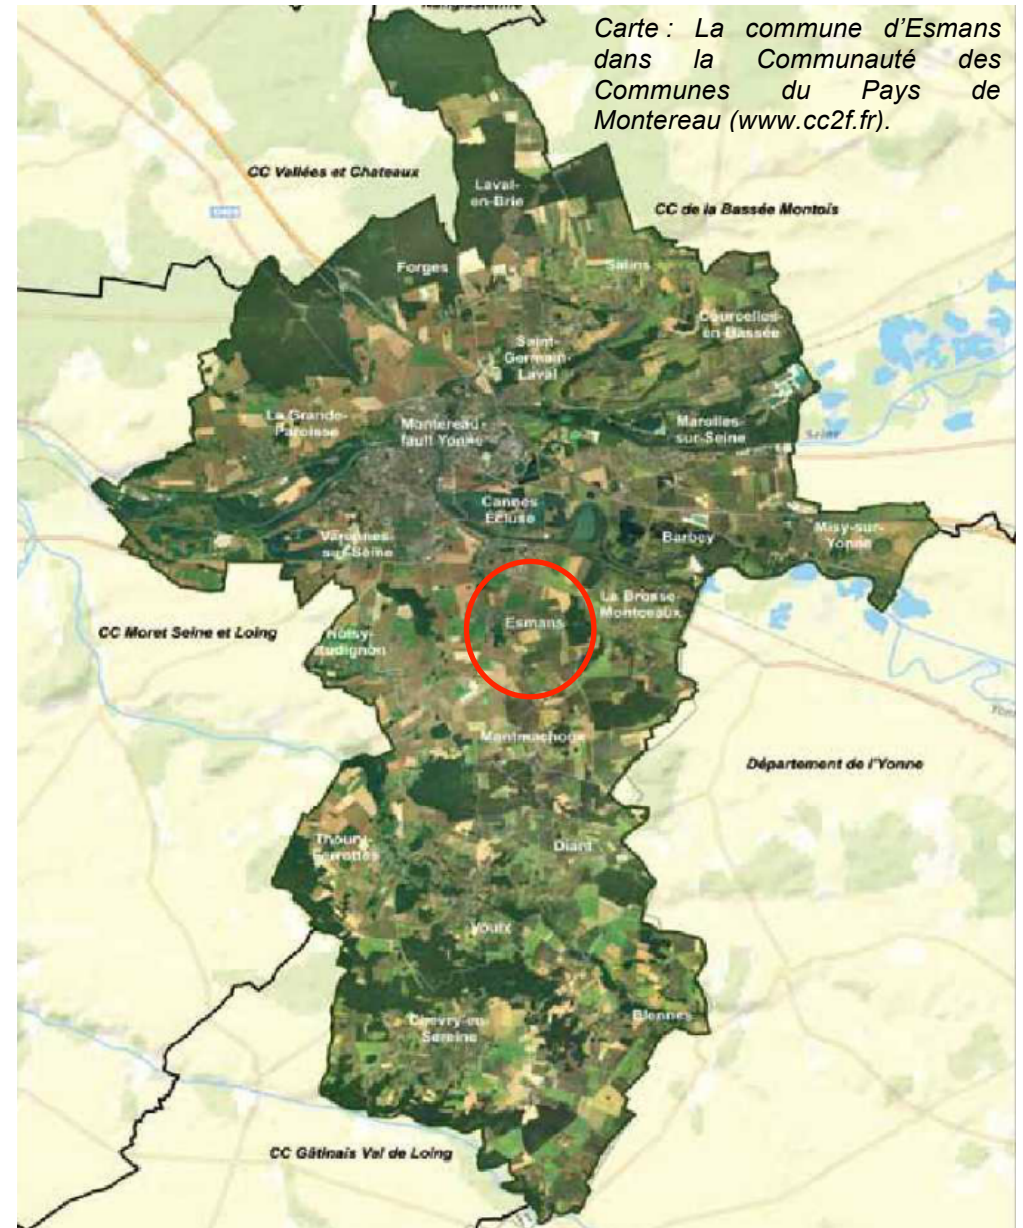 Carte : La commune d'Esmans
dans la Communauté des
Communes du Pays de
Montereau (www.cc2f.fr).
CC Vallées et Chateaux
Laval-
en-Brie
CC de la Bassée Montois
Forges
Salins
Courcelles-
en-Bassée
Saint-
Germain-
Laval
La Grande-
Paroisse
Montereau-
fault Yonne
Marolles-
sur-Seine
Seine
Cannes
Ecluse
Varennes-
sur-Seine
Barbey
Misy-sur-
Yonne
La Brosse-
Montceaux
Esmans
CC Moret Seine et Loing
Noisy-
Rudignon
Montmachoux
Département de l'Yonne
Thoury-
Ferrottes
Diant
Voulx
Chevry-en-
Sereine
Blennes
CC Gâtinais Val de Loing